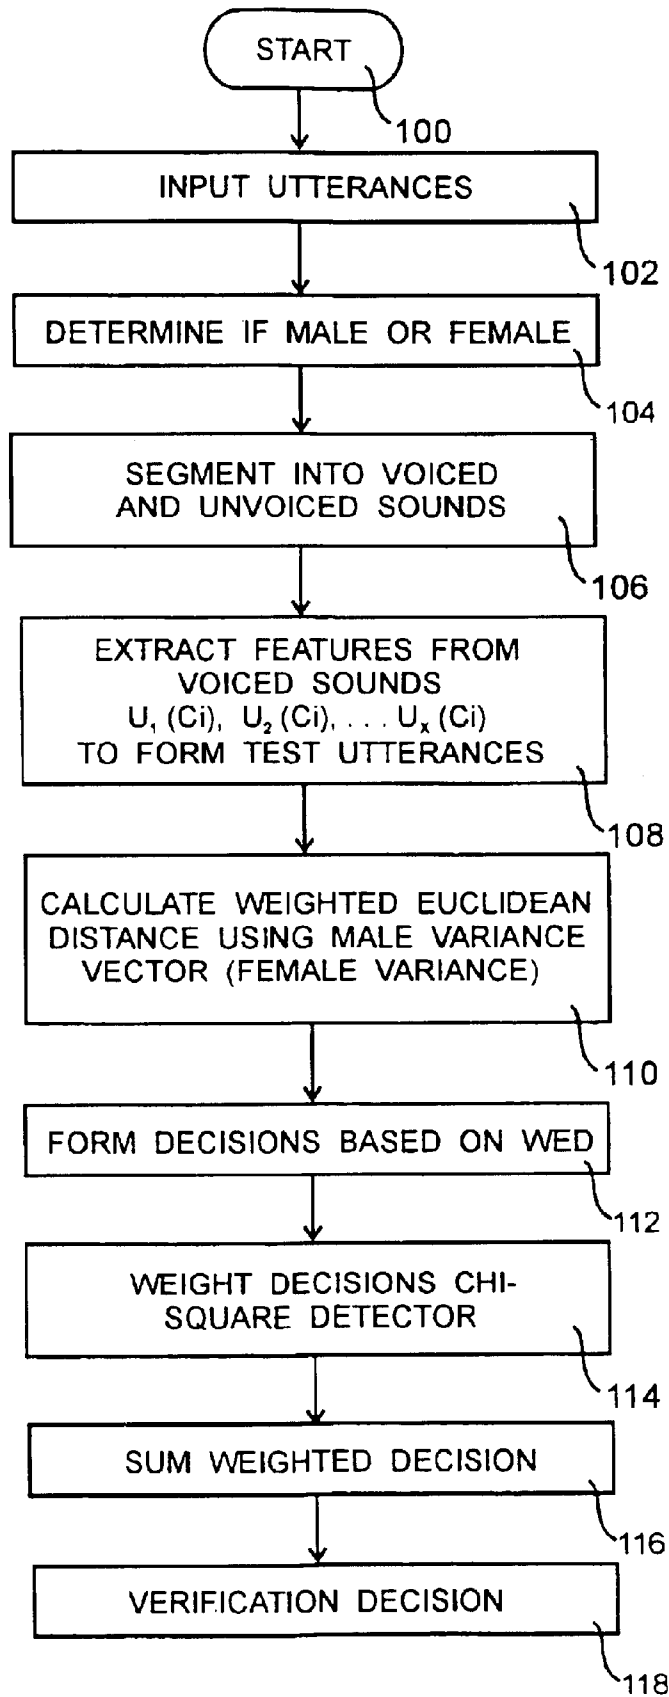 START
100
INPUT UTTERANCES
102
DETERMINE IF MALE OR FEMALE
104
SEGMENT INTO VOICED
AND UNVOICED SOUNDS
106
EXTRACT FEATURES FROM
VOICED SOUNDS
U₁ (Ci), U₂ (Ci), . . . Uₓ (Ci)
TO FORM TEST UTTERANCES
108
CALCULATE WEIGHTED EUCLIDEAN
DISTANCE USING MALE VARIANCE
VECTOR (FEMALE VARIANCE)
110
FORM DECISIONS BASED ON WED
112
WEIGHT DECISIONS CHI-
SQUARE DETECTOR
114
SUM WEIGHTED DECISION
116
VERIFICATION DECISION
118